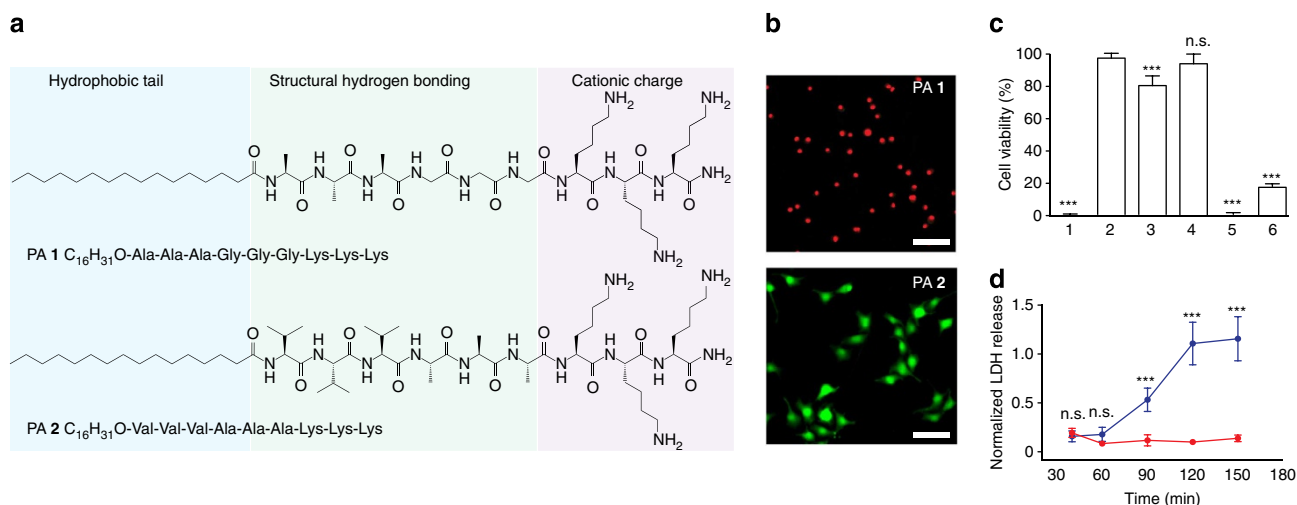 a
Hydrophobic tail
Structural hydrogen bonding
Cationic charge
NH2
NH2
O
H
N
O
H
N
O
H
N
O
H
N
O
N
H
O
N
H
O
N
H
O
N
H
O
N
H
O
NH2
NH2
PA 1 C16H31O-Ala-Ala-Ala-Gly-Gly-Gly-Lys-Lys-Lys
NH2
NH2
O
H
N
O
H
N
O
H
N
O
H
N
O
N
H
O
N
H
O
N
H
O
N
H
O
N
H
O
NH2
NH2
PA 2 C16H31O-Val-Val-Val-Ala-Ala-Ala-Lys-Lys-Lys
b
PA 1
PA 2
c
Cell viability (%)
100
80
60
40
20
0
***
***
n.s.
***
***
1 2 3 4 5 6
d
Normalized LDH release
1.5
1.0
0.5
0
n.s. n.s.
***
***
***
30 60 90 120 150 180
Time (min)